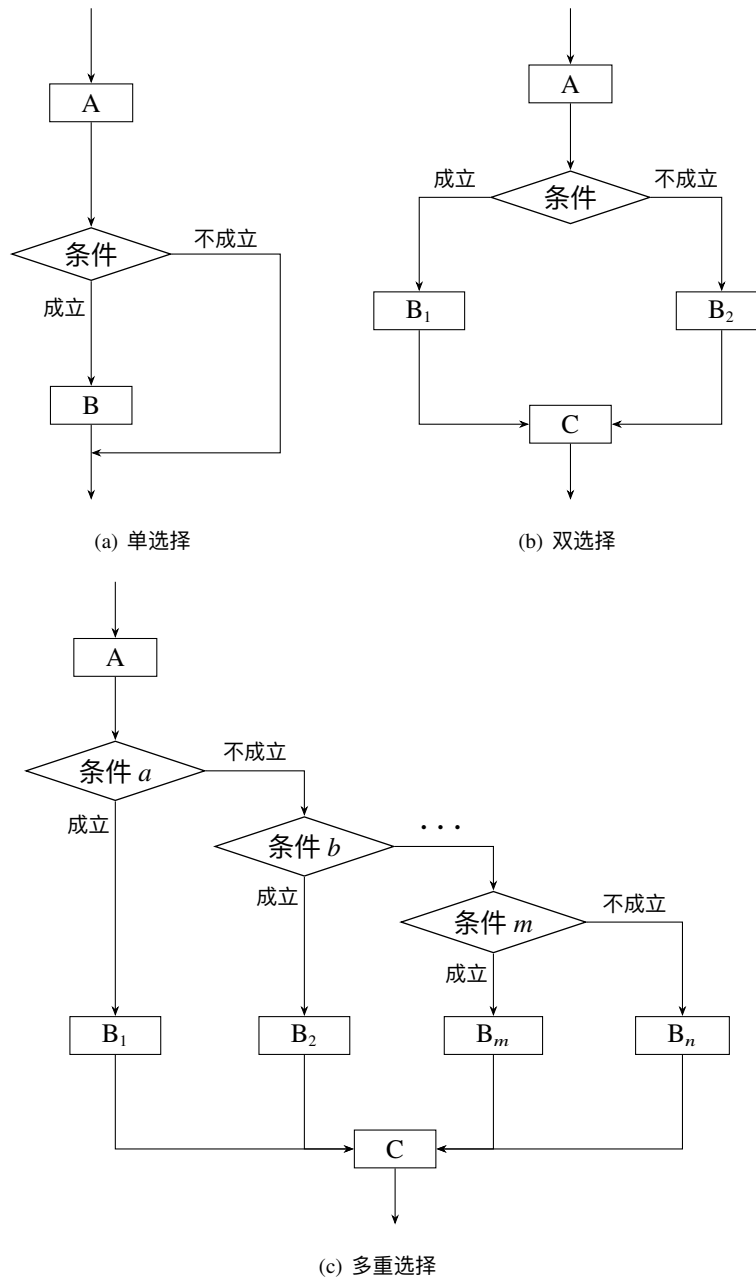 A
条件
不成立
成立
B
(a) 单选择
A
成立
条件
不成立
B₁
B₂
C
(b) 双选择
A
条件 a
不成立
成立
条件 b
···
成立
条件 m
不成立
成立
B₁
B₂
Bₘ
Bₙ
C
(c) 多重选择